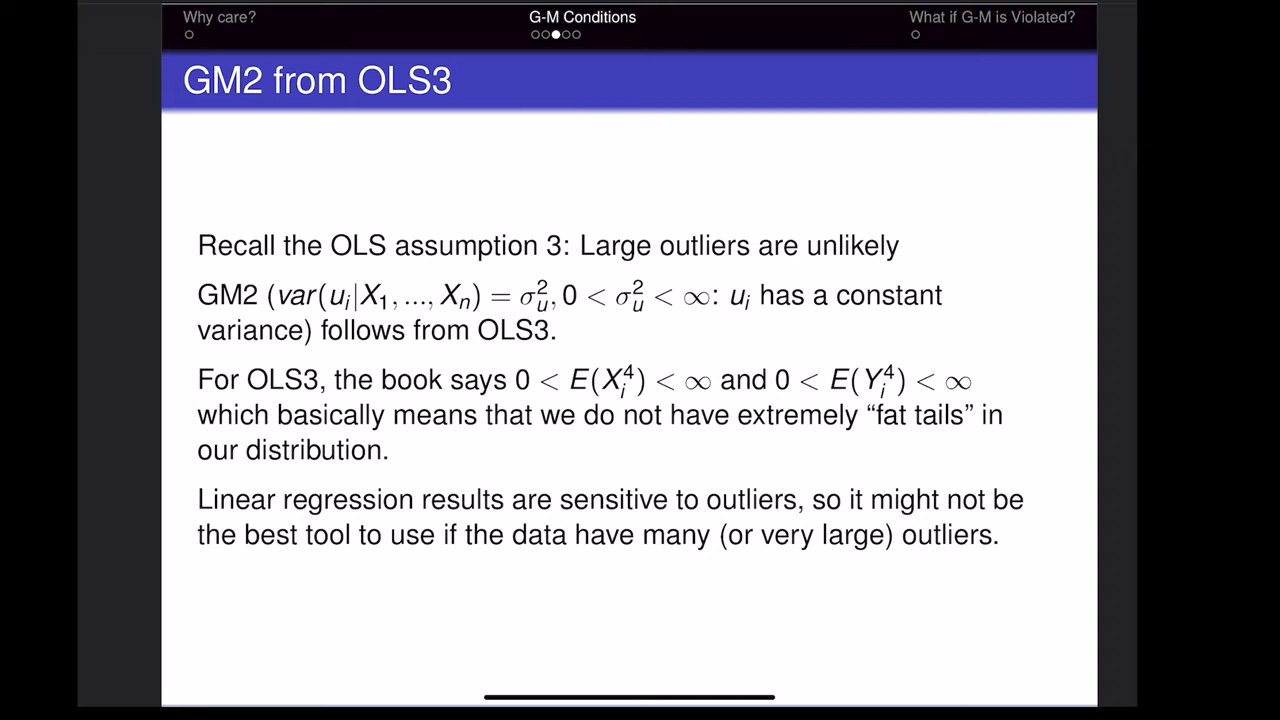 Why care?
G-M Conditions
What if G-M is Violated?
GM2 from OLS3
Recall the OLS assumption 3: Large outliers are unlikely
GM2 (var(u_i|X_1, ..., X_n) = σ_u^2, 0 < σ_u^2 < ∞: u_i has a constant
variance) follows from OLS3.
For OLS3, the book says 0 < E(X_i^4) < ∞ and 0 < E(Y_i^4) < ∞
which basically means that we do not have extremely “fat tails” in
our distribution.
Linear regression results are sensitive to outliers, so it might not be
the best tool to use if the data have many (or very large) outliers.